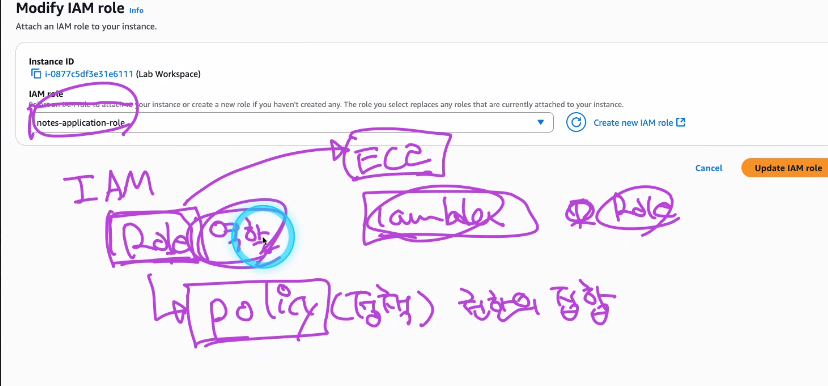 Modify IAM role Info
Attach an IAM role to your instance.
Instance ID
i-0877c5df3e31e6111 (Lab Workspace)
IAM role
Select an IAM role to attach to your instance or create a new role if you haven't created any. The role you select replaces any roles that are currently attached to your instance.
notes-application-role
Create new IAM role
EC2
Cancel
Update IAM role
IAM
Role 역할
lambda
Role
policy (정책) 권한의